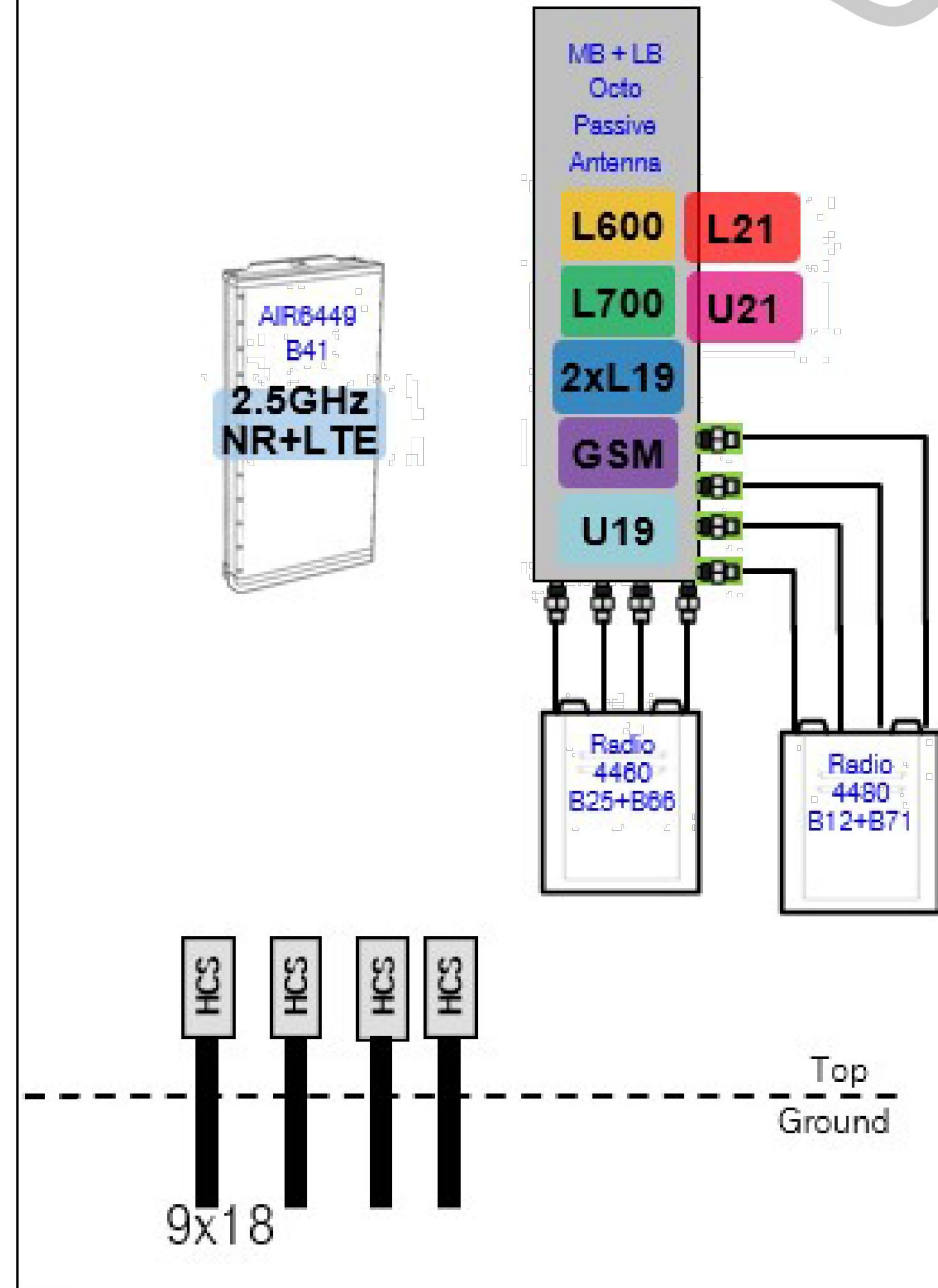 MB + LB
Octo
Passive
Antenna
L600
L21
L700
U21
2xL19
GSM
U19
AIR6449
B41
2.5GHz
NR+LTE
Radio
4460
B25+B66
Radio
4480
B12+B71
HCS
HCS
HCS
HCS
Top
Ground
9x18